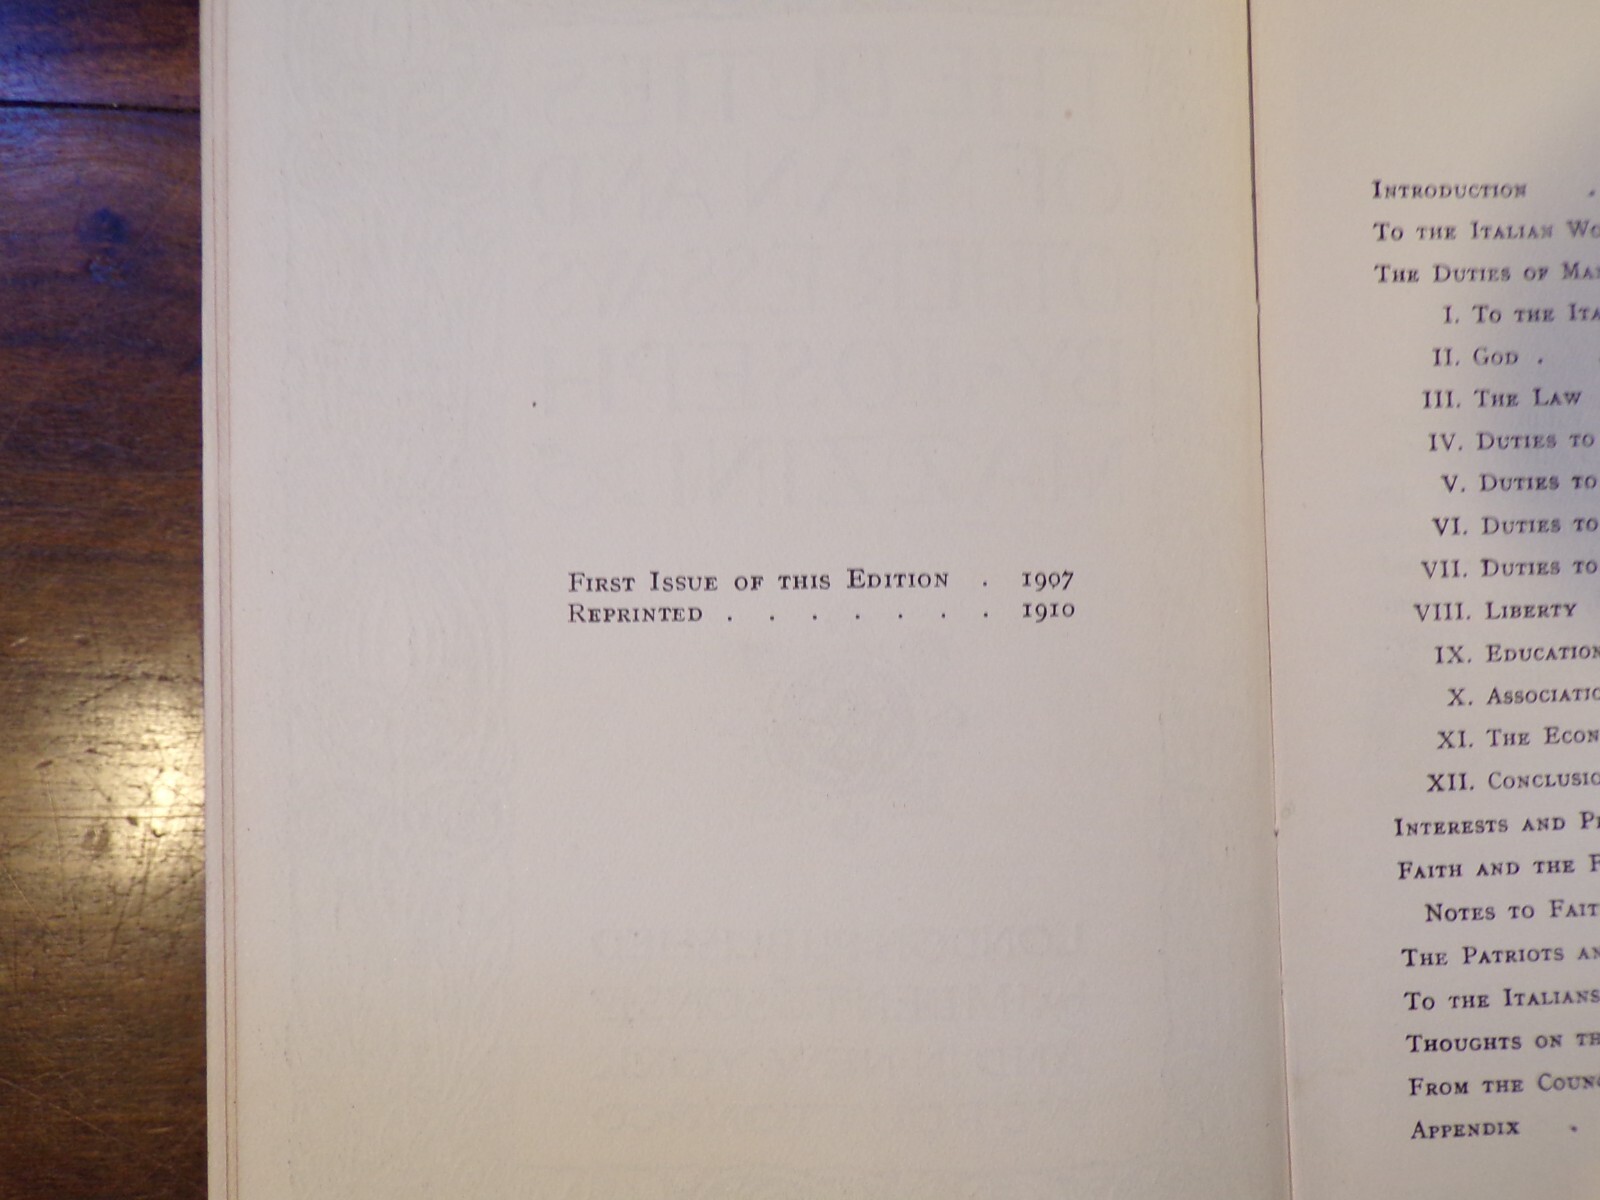 First Issue of this Edition . 1907
Reprinted . . . . . . . 1910
Introduction .
To the Italian
The Duties of
I. To the
II. God .
III. The Law
IV. Duties to
V. Duties to
VI. Duties to
VII. Duties to
VIII. Liberty
IX. Education
X.
XI. The
XII.
Interests and
Faith and the
Notes to
The Patriots
To the Italians
Thoughts on
From the
Appendix .